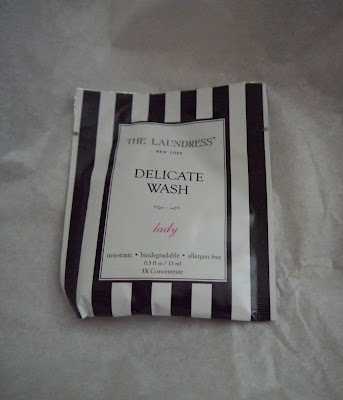 THE LAUNDRESS®
NEW YORK
DELICATE
WASH
lady
non-toxic • biodegradable • allergen free
0.5 fl oz / 15 ml
3X-Concentrate